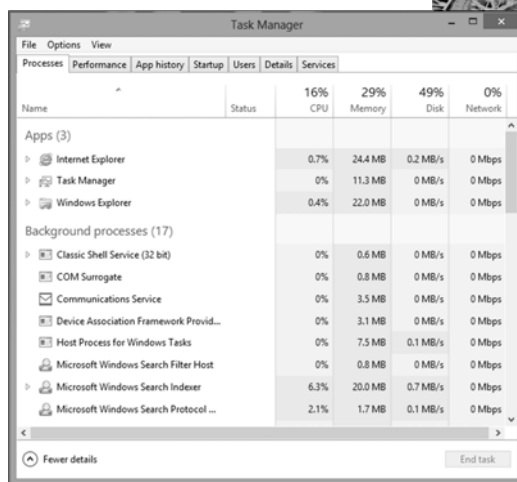 Task Manager
File Options View
Processes Performance App history Startup Users Details Services
16% 29% 49% 0%
Name Status CPU Memory Disk Network
Apps (3)
Internet Explorer 0.7% 24.4 MB 0.2 MB/s 0 Mbps
Task Manager 0% 11.3 MB 0 MB/s 0 Mbps
Windows Explorer 0.4% 22.0 MB 0 MB/s 0 Mbps
Background processes (17)
Classic Shell Service (32 bit) 0% 0.6 MB 0 MB/s 0 Mbps
COM Surrogate 0% 0.8 MB 0 MB/s 0 Mbps
Communications Service 0% 3.5 MB 0 MB/s 0 Mbps
Device Association Framework Provid... 0% 3.1 MB 0 MB/s 0 Mbps
Host Process for Windows Tasks 0% 7.5 MB 0.1 MB/s 0 Mbps
Microsoft Windows Search Filter Host 0% 0.8 MB 0 MB/s 0 Mbps
Microsoft Windows Search Indexer 6.3% 20.0 MB 0.7 MB/s 0 Mbps
Microsoft Windows Search Protocol ... 2.1% 1.7 MB 0.1 MB/s 0 Mbps
Fewer details End task